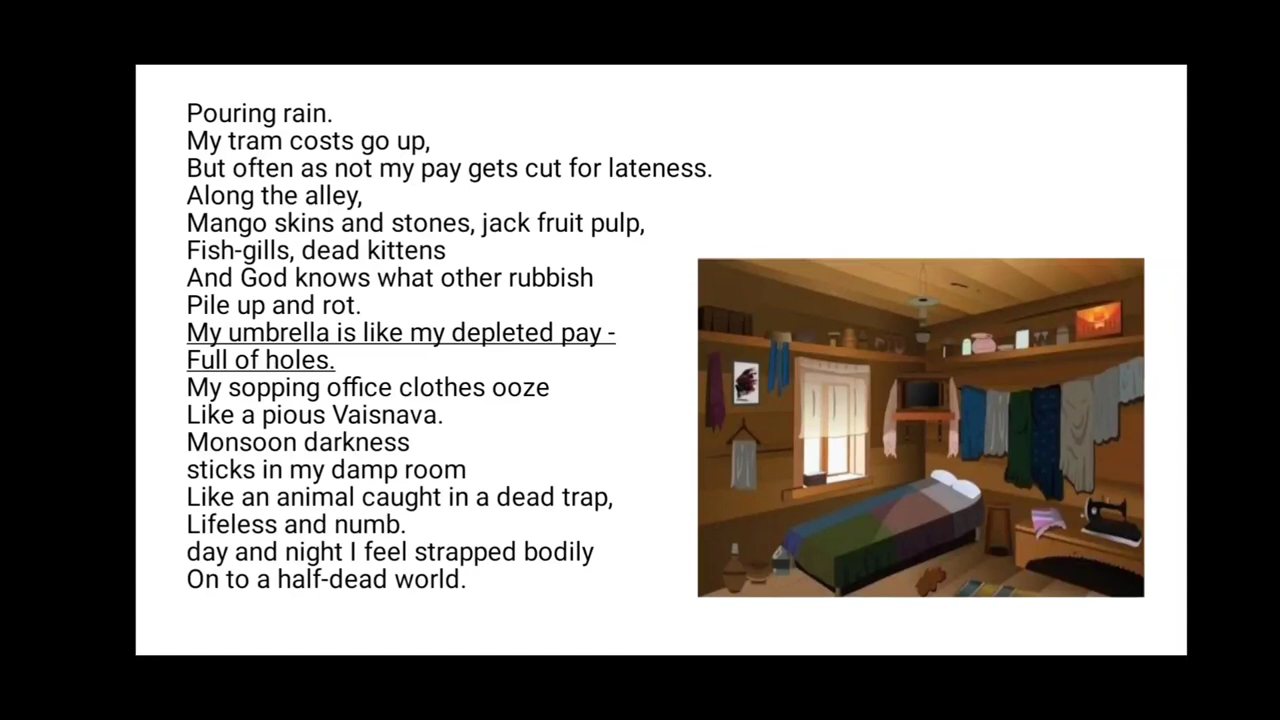 Pouring rain.
My tram costs go up,
But often as not my pay gets cut for lateness.
Along the alley,
Mango skins and stones, jack fruit pulp,
Fish-gills, dead kittens
And God knows what other rubbish
Pile up and rot.
My umbrella is like my depleted pay -
Full of holes.
My sopping office clothes ooze
Like a pious Vaisnava.
Monsoon darkness
sticks in my damp room
Like an animal caught in a dead trap,
Lifeless and numb.
day and night I feel strapped bodily
On to a half-dead world.